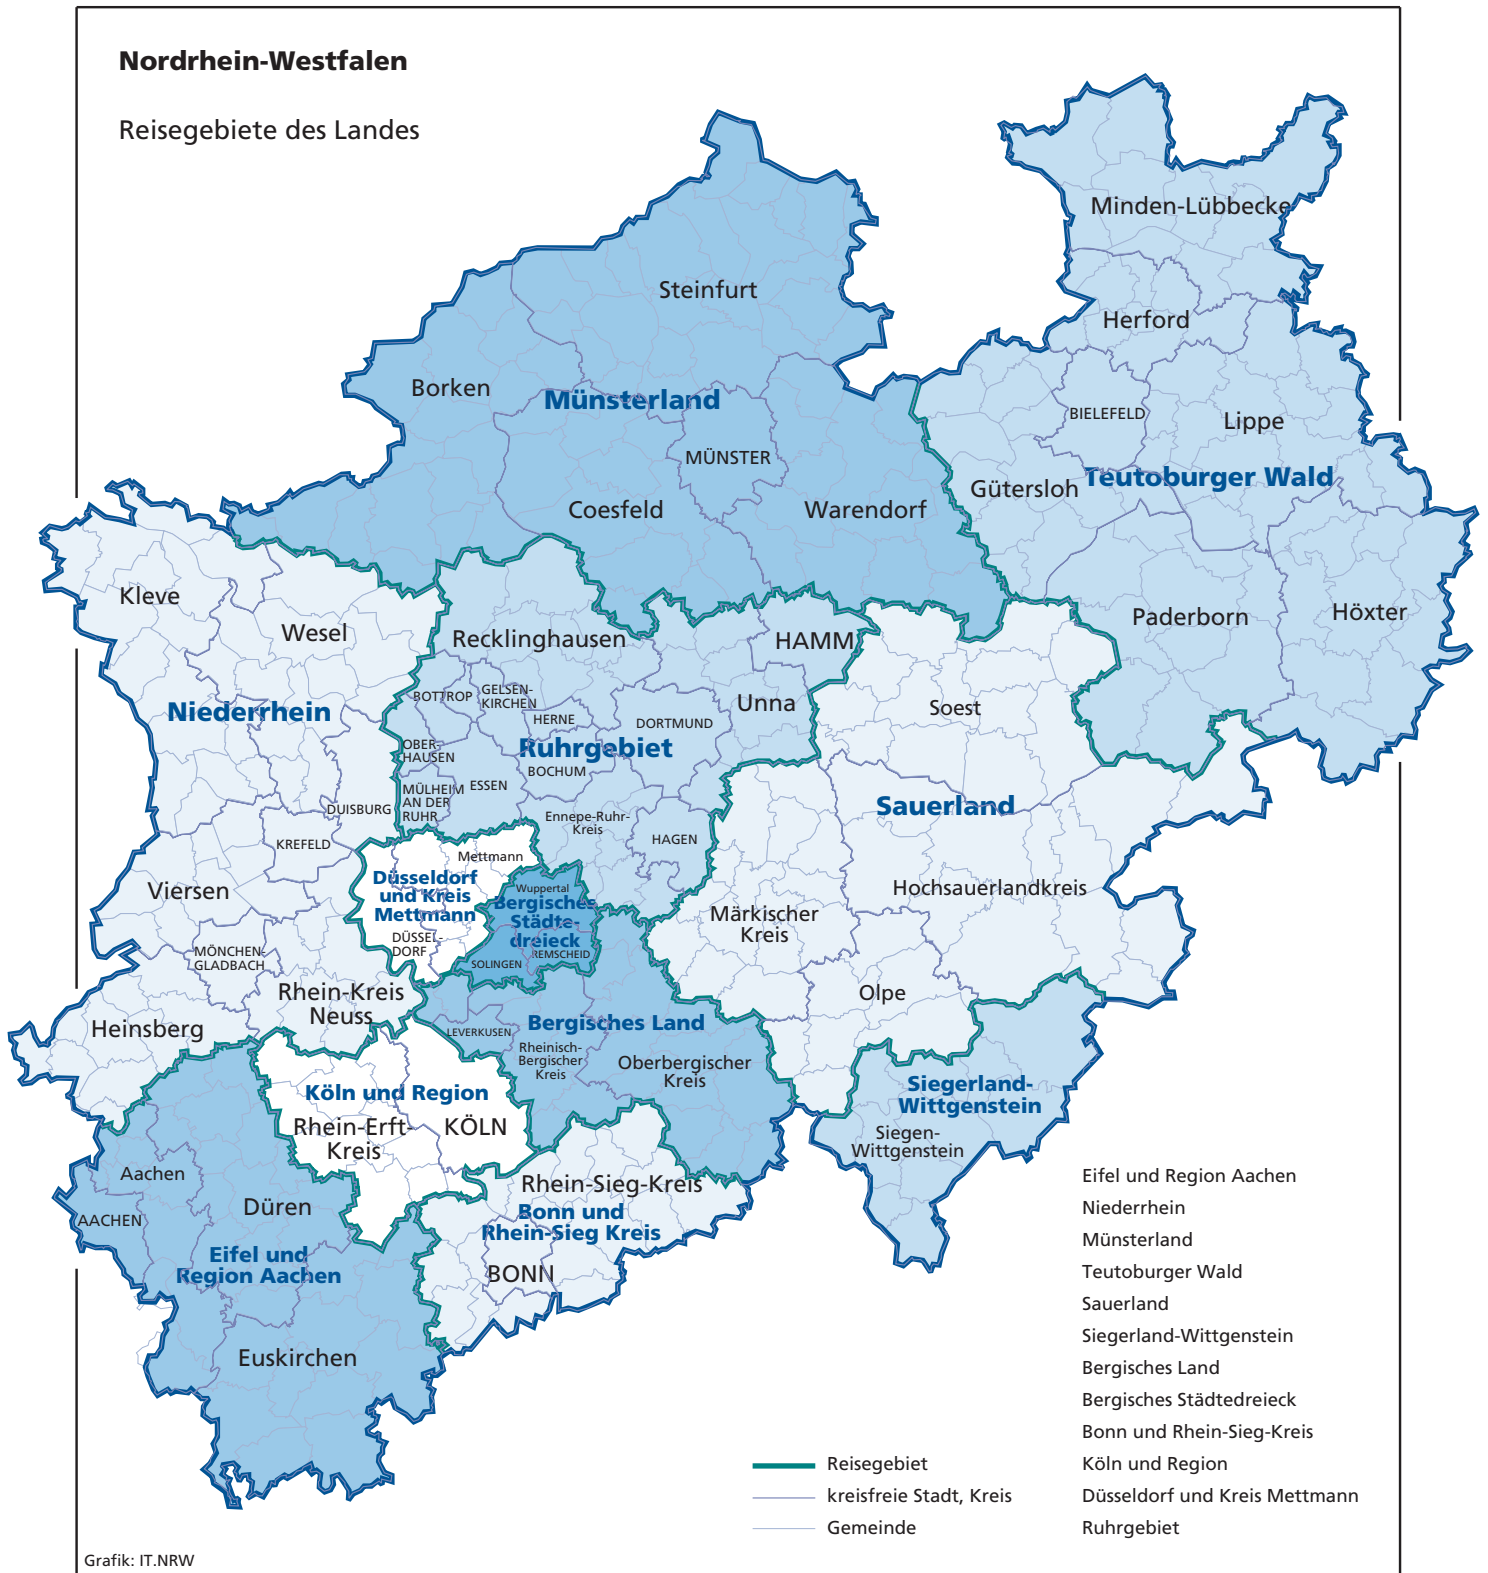 Nordrhein-Westfalen
Reisegebiete des Landes
Minden-Lübbecke
Steinfurt
Herford
Borken
Münsterland
BIELEFELD
Lippe
MÜNSTER
Teutoburger Wald
Gütersloh
Coesfeld
Warendorf
Kleve
Wesel
Recklinghausen
HAMM
Paderborn
Höxter
BOTTROP
GELSEN-
KIRCHEN
Unna
Soest
Niederrhein
HERNE
DORTMUND
Ruhrgebiet
OBER-
HAUSEN
BOCHUM
MÜLHEIM
AN DER
RUHR
ESSEN
Sauerland
DUISBURG
Ennepe-Ruhr-
Kreis
KREFELD
HAGEN
Mettmann
Düsseldorf
und Kreis
Mettmann
Viersen
Wuppertal
Bergisches
Städte-
dreieck
Hochsauerlandkreis
Märkischer
Kreis
DÜSSEL-
DORF
MÖNCHEN-
GLADBACH
SOLINGEN
REMSCHEID
Rhein-Kreis
Neuss
Olpe
Heinsberg
LEVERKUSEN
Bergisches Land
Rheinisch-
Bergischer
Kreis
Oberbergischer
Kreis
Köln und Region
Siegerland-
Wittgenstein
Rhein-Erft-
Kreis
KÖLN
Siegen-
Wittgenstein
Aachen
Rhein-Sieg-Kreis
Düren
AACHEN
Bonn und
Rhein-Sieg Kreis
Eifel und
Region Aachen
BONN
Euskirchen
Eifel und Region Aachen
Niederrhein
Münsterland
Teutoburger Wald
Sauerland
Siegerland-Wittgenstein
Bergisches Land
Bergisches Städtedreieck
Bonn und Rhein-Sieg-Kreis
Köln und Region
Düsseldorf und Kreis Mettmann
Ruhrgebiet
Reisegebiet
kreisfreie Stadt, Kreis
Gemeinde
Grafik: IT.NRW